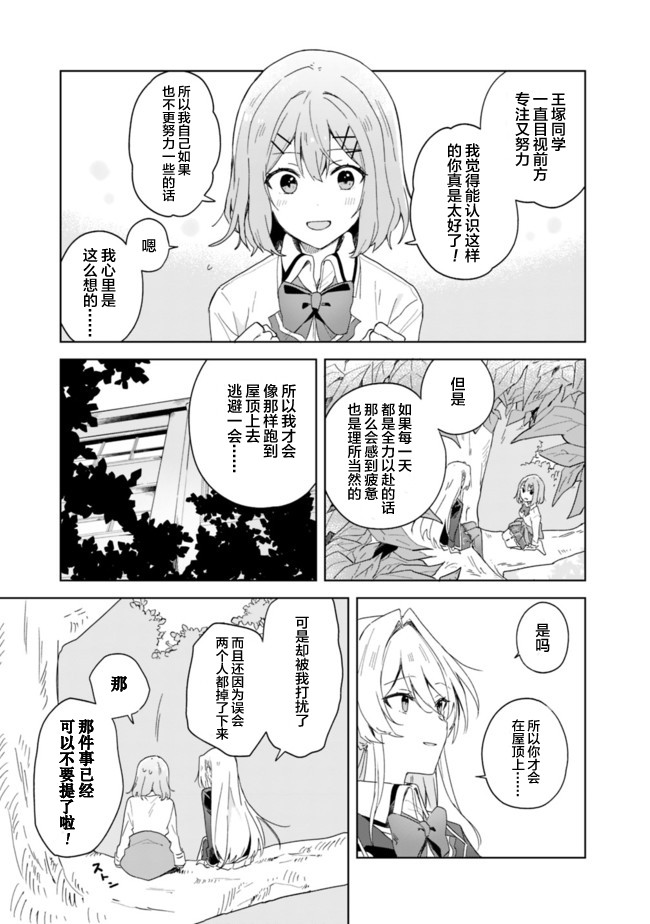 王塚同学
一直目视前方
专注又努力
我觉得能认识这样
的你真是太好了！
所以我自己如果
也不更努力一些的话
嗯
我心里是
这么想的……
但是
如果每一天
都是全力以赴的话
那么会感到疲惫
也是理所当然的
所以我才会
像那样跑到
屋顶上去
逃避一会……
是吗
所以你才会
在屋顶上……
可是却被我打扰了
而且还因为误会
两个人都掉了下来
那
那件事已经
可以不要提了啦！
ストン